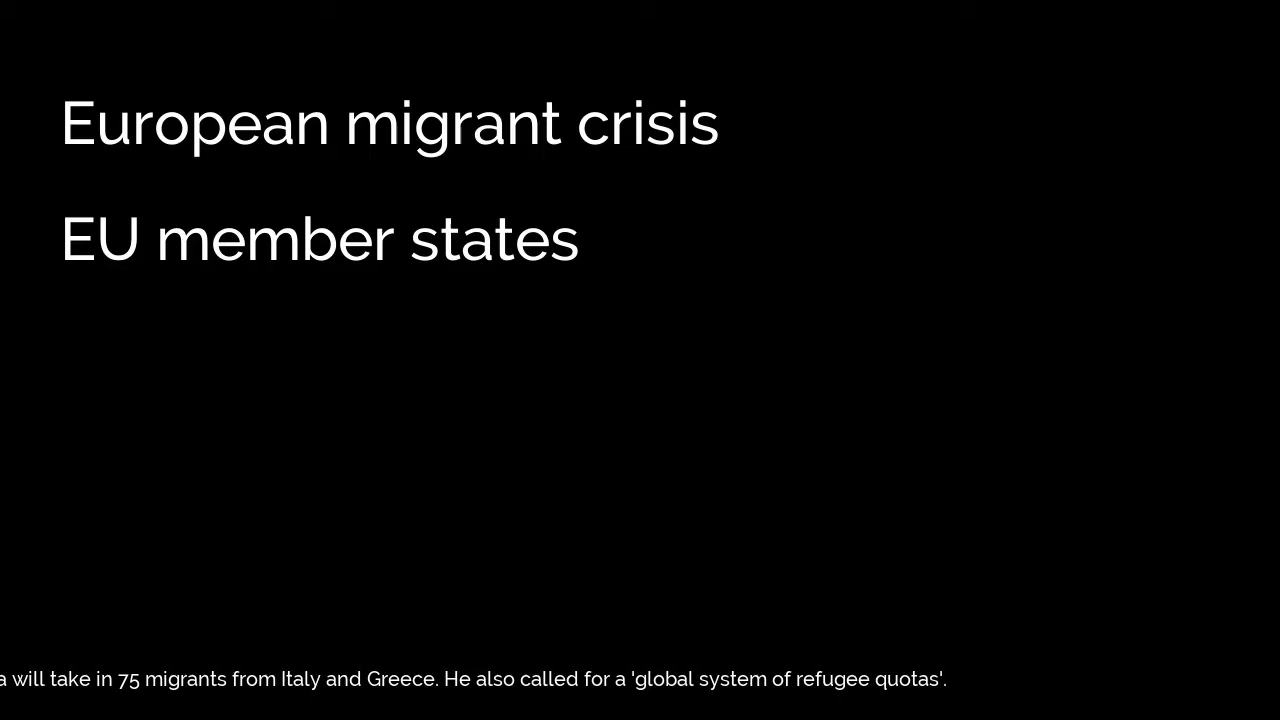 European migrant crisis
EU member states
a will take in 75 migrants from Italy and Greece. He also called for a 'global system of refugee quotas'.